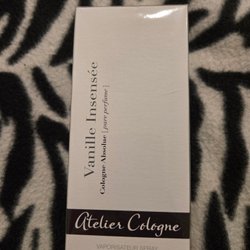 Vanille Insensée
Cologne Absolue [ pure perfume ]
Atelier Cologne
VAPORISATEUR SPRAY